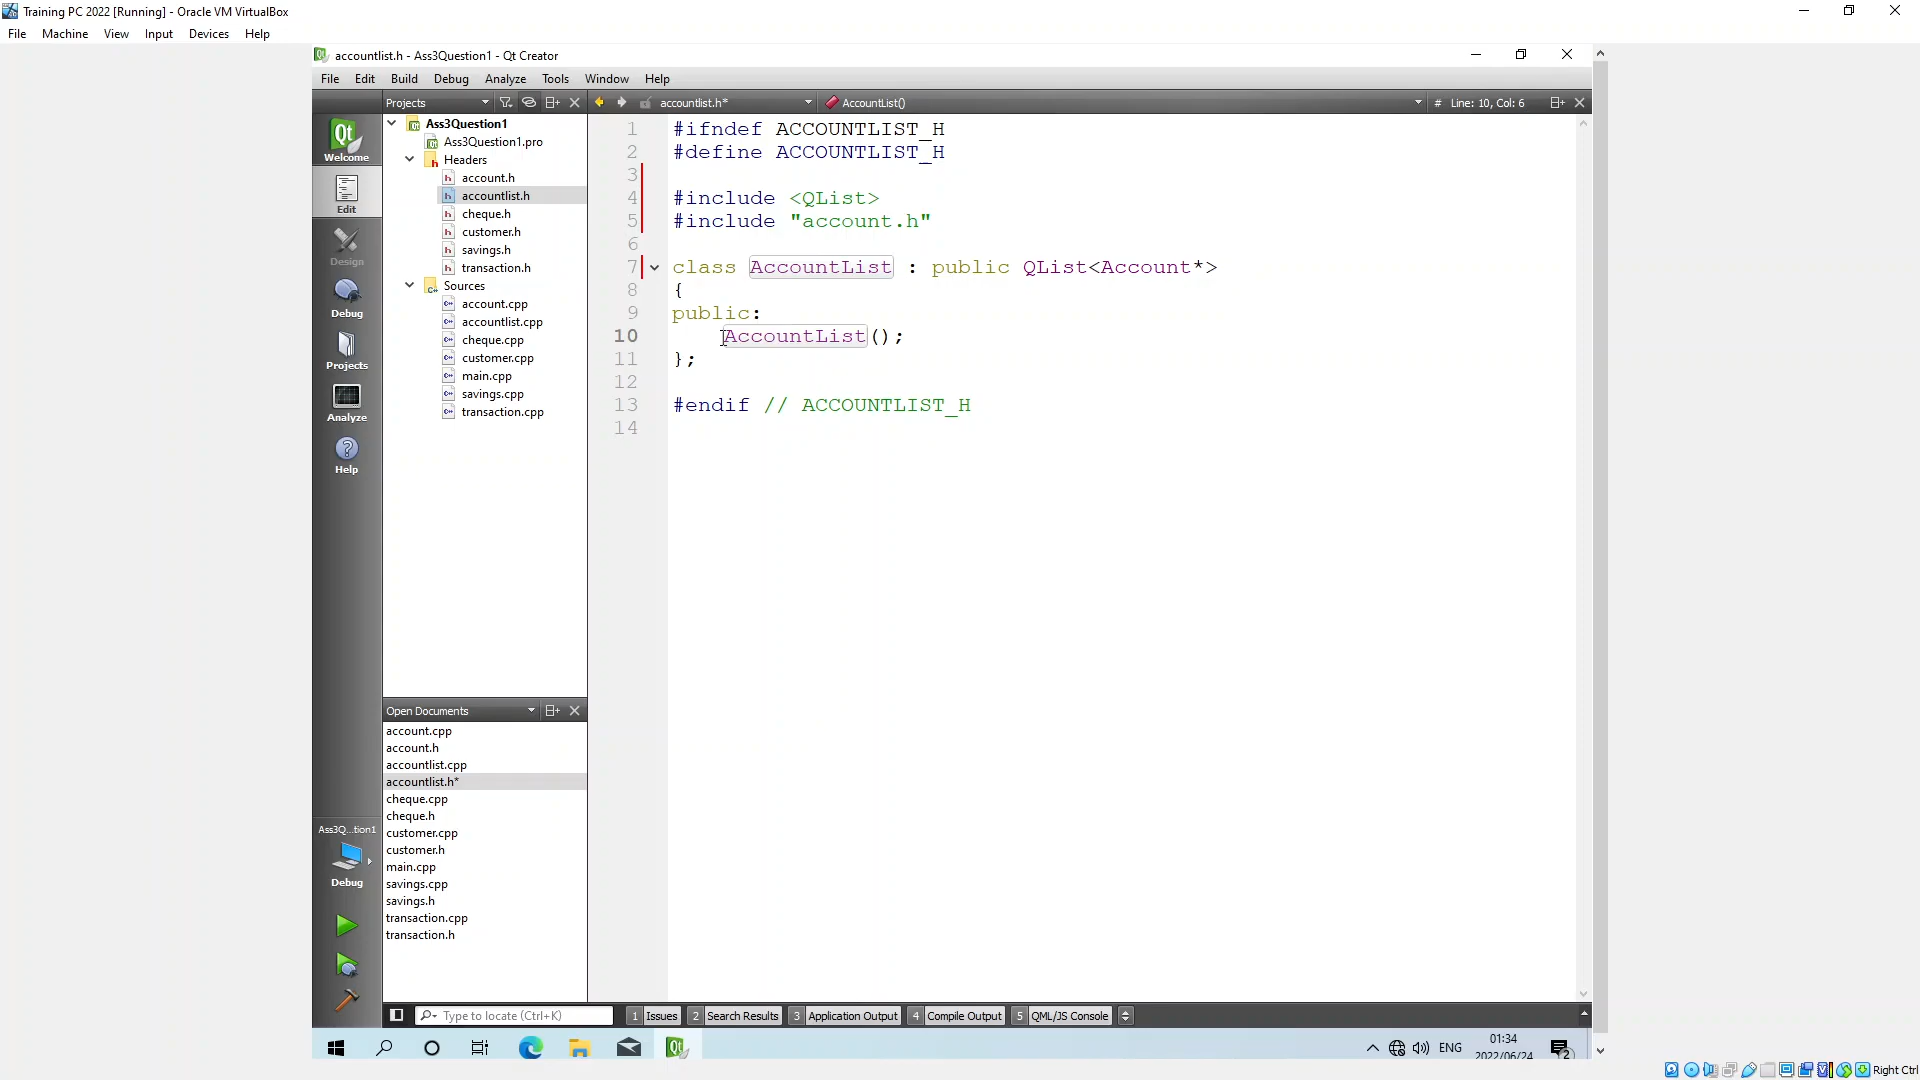 Training PC 2022 [Running] - Oracle VM VirtualBox
File Machine View Input Devices Help
accountlist.h - Ass3Question1 - Qt Creator
File Edit Build Debug Analyze Tools Window Help
Projects
accountlist.h*
AccountList()
# Line: 10, Col: 6
Welcome
Edit
Design
Debug
Projects
Analyze
Help
Ass3Q...tion1
Debug
Ass3Question1
Ass3Question1.pro
Headers
account.h
accountlist.h
cheque.h
customer.h
savings.h
transaction.h
Sources
account.cpp
accountlist.cpp
cheque.cpp
customer.cpp
main.cpp
savings.cpp
transaction.cpp
Open Documents
account.cpp
account.h
accountlist.cpp
accountlist.h*
cheque.cpp
cheque.h
customer.cpp
customer.h
main.cpp
savings.cpp
savings.h
transaction.cpp
transaction.h
1 #ifndef ACCOUNTLIST_H
2 #define ACCOUNTLIST_H
3
4 #include <QList>
5 #include "account.h"
6
7 class AccountList : public QList<Account*>
8 {
9 public:
10 AccountList();
11 };
12
13 #endif // ACCOUNTLIST_H
14
Type to locate (Ctrl+K)
1 Issues 2 Search Results 3 Application Output 4 Compile Output 5 QML/JS Console
ENG
01:34
2022/06/24
2
Right Ctrl